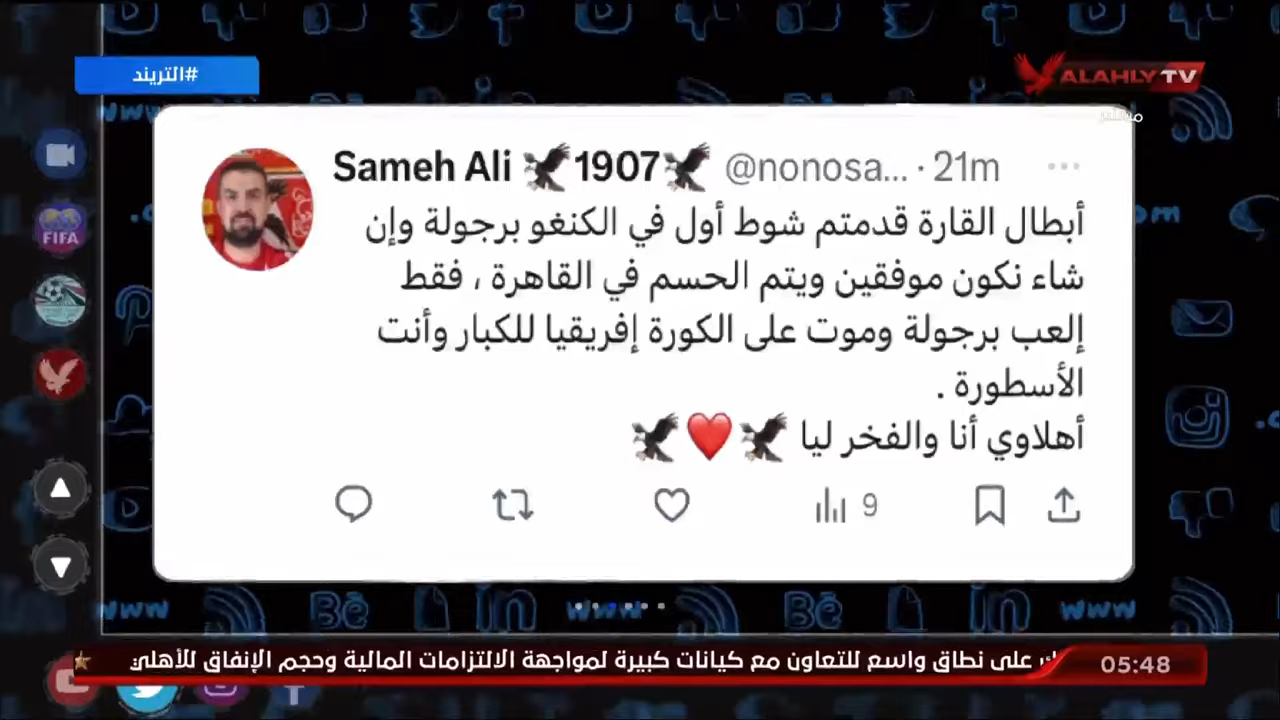 #التريند
ALAHLY TV
مباشر
FIFA
Sameh Ali 🦅1907🦅 @nonosa... · 21m
أبطال القارة قدمتم شوط أول في الكنغو برجولة وإن
شاء نكون موفقين ويتم الحسم في القاهرة ، فقط
إلعب برجولة وموت على الكورة إفريقيا للكبار وأنت
الأسطورة .
أهلاوي أنا والفخر ليا 🦅❤️🦅
9
على نطاق واسع للتعاون مع كيانات كبيرة لمواجهة الالتزامات المالية وحجم الإنفاق للأهلي
05:48